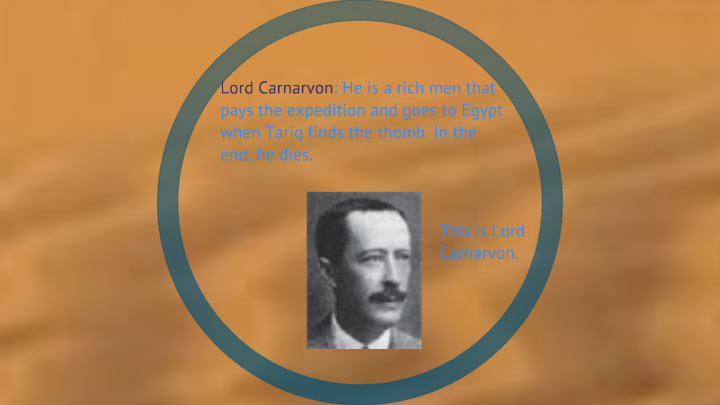 Lord Carnarvon: He is a rich men that
pays the expedition and goes to Egypt
when Tariq finds the thomb. In the
end, he dies.
This is Lord
Carnarvon.